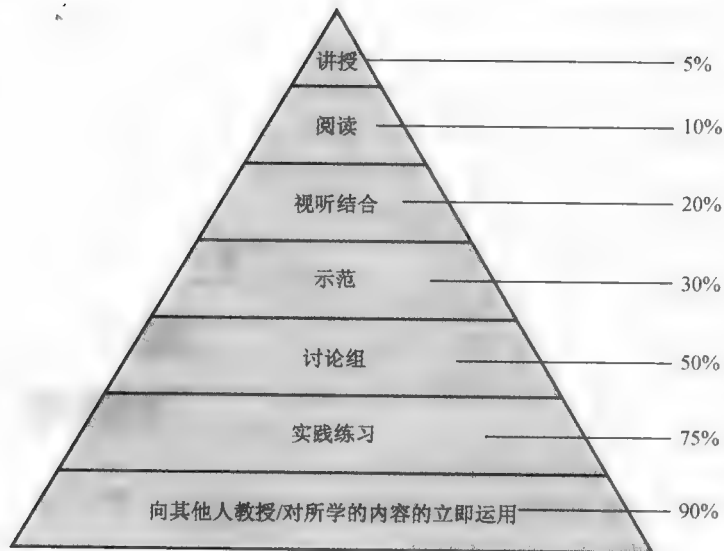 讲授 5%
阅读 10%
视听结合 20%
示范 30%
讨论组 50%
实践练习 75%
向其他人教授/对所学的内容的立即运用 90%